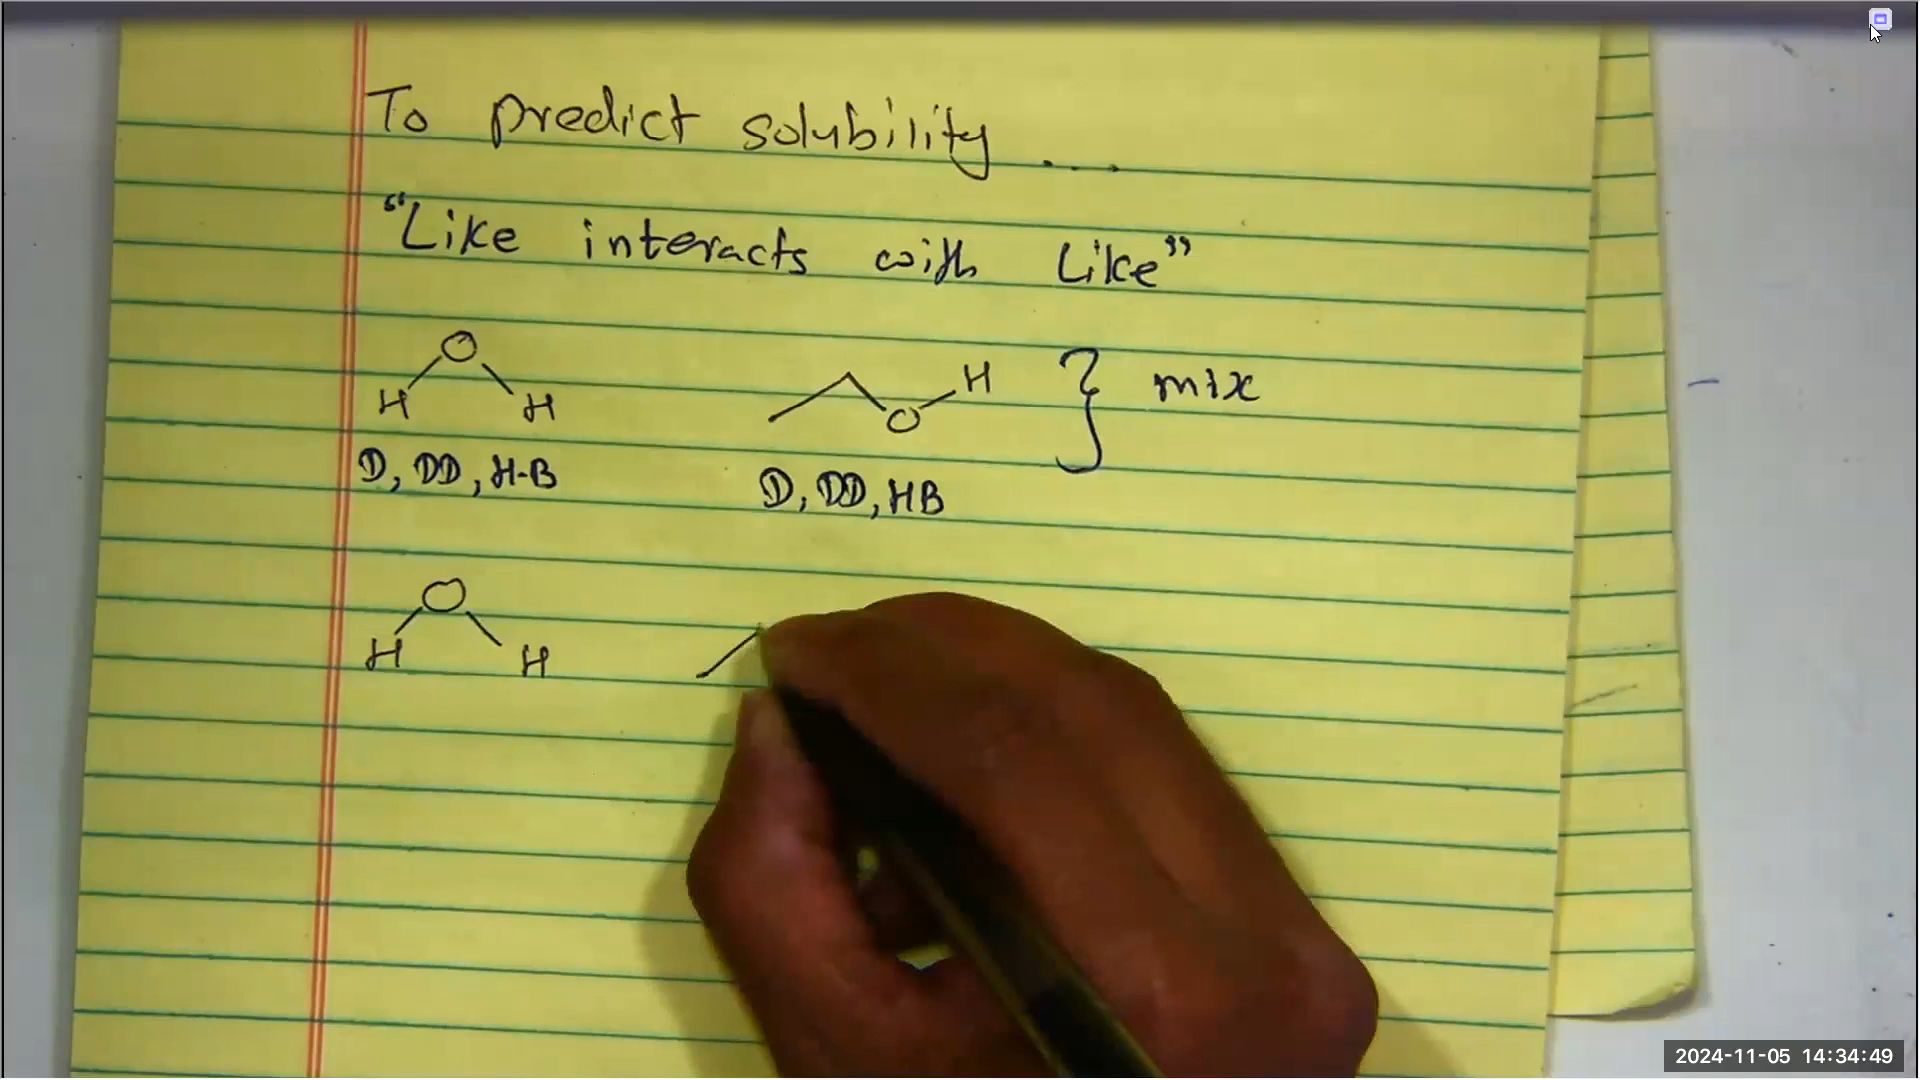 To predict solubility ....
“Like interacts with Like”
O H H O H } mix
D, DD, H-B D, DD, HB
O H H
2024-11-05 14:34:49